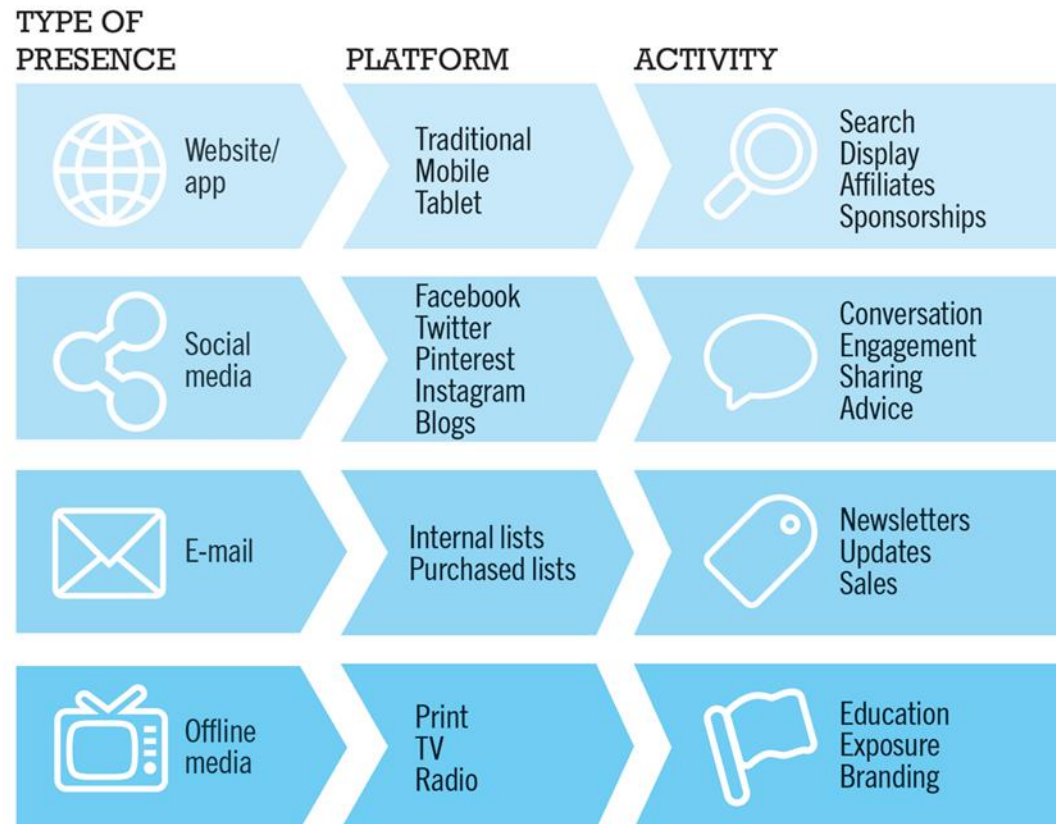 TYPE OF
PRESENCE
PLATFORM
ACTIVITY
Website/
app
Traditional
Mobile
Tablet
Search
Display
Affiliates
Sponsorships
Social
media
Facebook
Twitter
Pinterest
Instagram
Blogs
Conversation
Engagement
Sharing
Advice
E-mail
Internal lists
Purchased lists
Newsletters
Updates
Sales
Offline
media
Print
TV
Radio
Education
Exposure
Branding